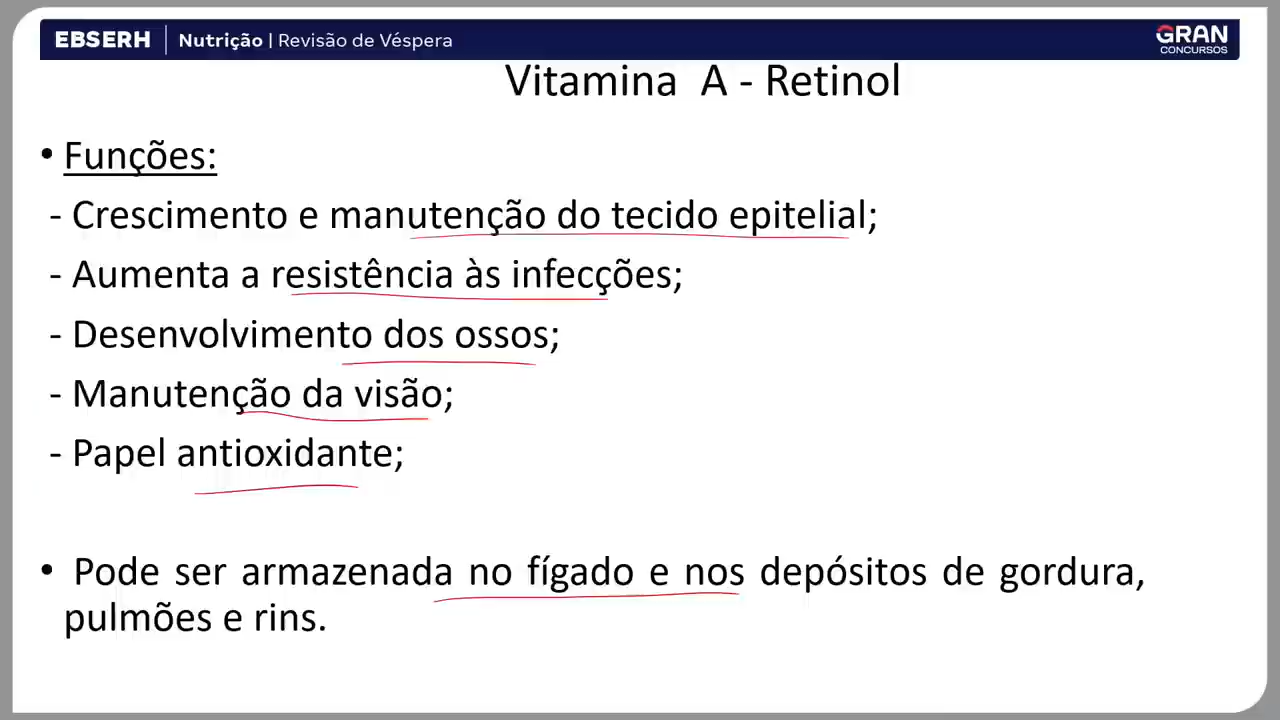 EBSERH | Nutrição | Revisão de Véspera
GRAN
CONCURSOS
Vitamina A - Retinol
• Funções:
- Crescimento e manutenção do tecido epitelial;
- Aumenta a resistência às infecções;
- Desenvolvimento dos ossos;
- Manutenção da visão;
- Papel antioxidante;
• Pode ser armazenada no fígado e nos depósitos de gordura,
pulmões e rins.